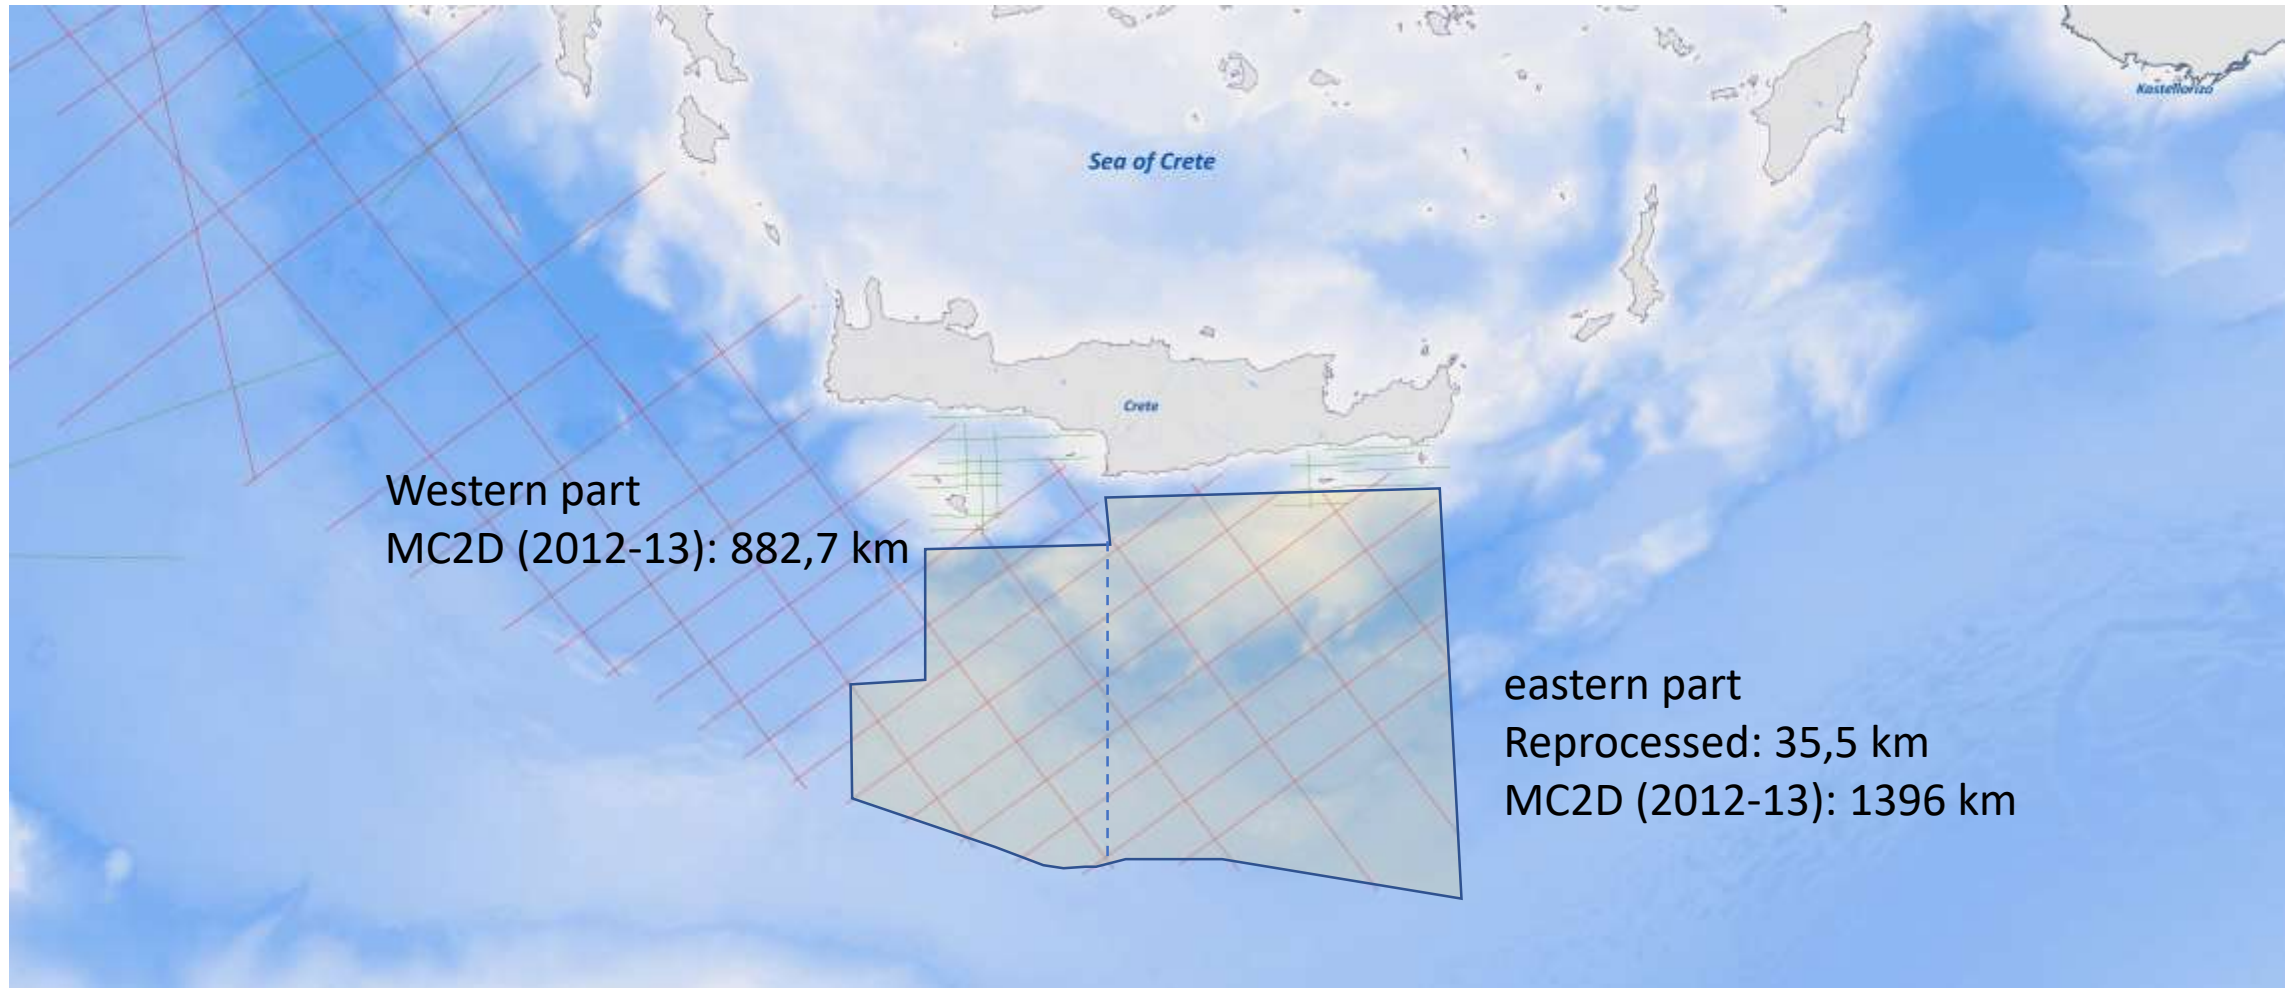 Kastellorizo
Sea of Crete
Crete
Western part
MC2D (2012-13): 882,7 km
eastern part
Reprocessed: 35,5 km
MC2D (2012-13): 1396 km